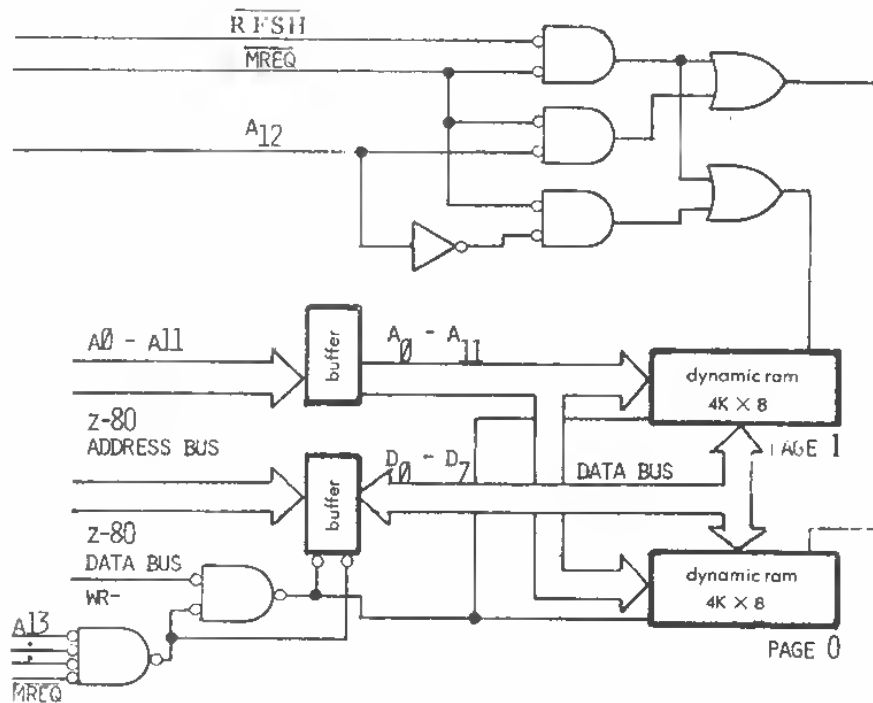 RFSH
MREQ
A12
A0 - A11
buffer
A0 - A11
dynamic ram
4K X 8
z-80
ADDRESS BUS
PAGE 1
D0 - D7
DATA BUS
buffer
z-80
DATA BUS
dynamic ram
4K X 8
WR-
A13
PAGE 0
MREQ